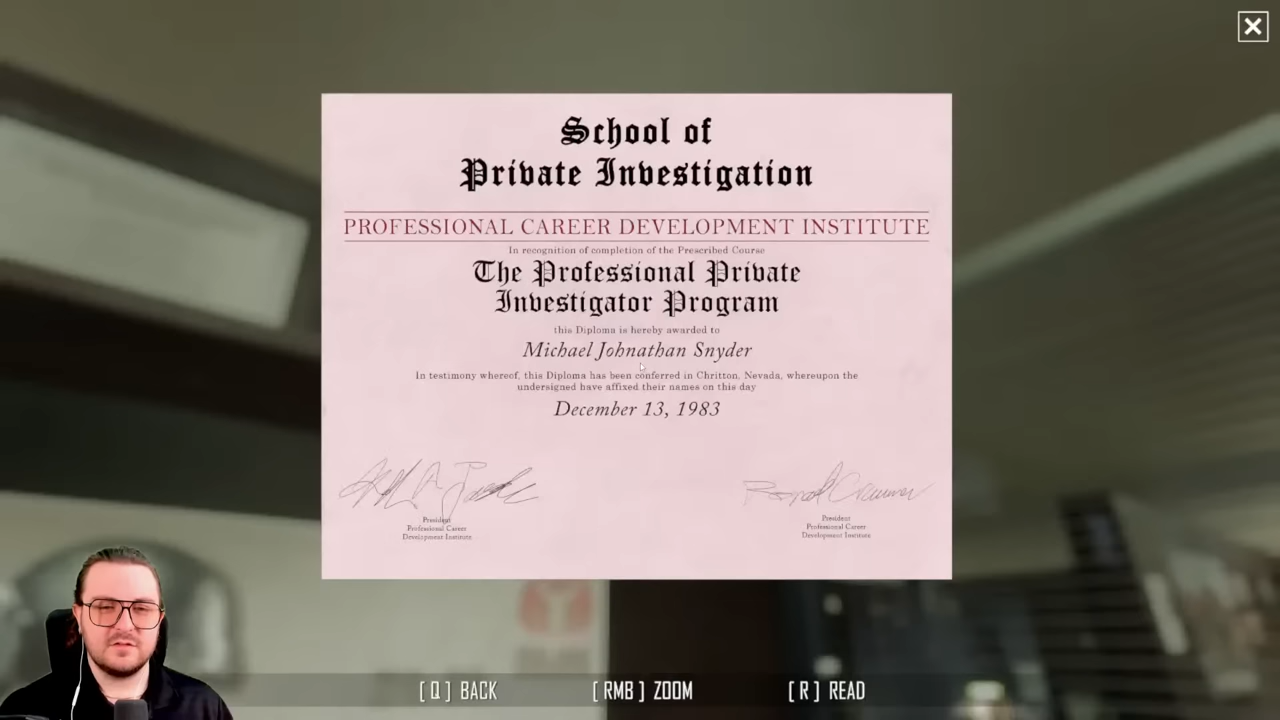 School of
Private Investigation
PROFESSIONAL CAREER DEVELOPMENT INSTITUTE
In recognition of completion of the Prescribed Course
The Professional Private
Investigator Program
this Diploma is hereby awarded to
Michael Johnathan Snyder
In testimony whereof, this Diploma has been conferred in Chritton, Nevada, whereupon the
undersigned have affixed their names on this day
December 13, 1983
President
Professional Career
Development Institute
President
Professional Career
Development Institute
[ Q ] BACK
[ RMB ] ZOOM
[ R ] READ